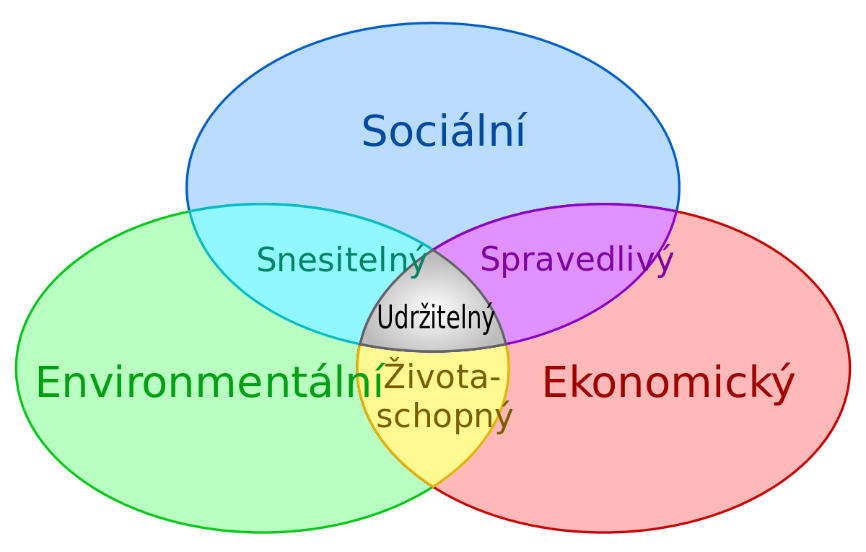 Sociální
Snesitelný
Spravedlivý
Udržitelný
Environmentální
Života-
schopný
Ekonomický